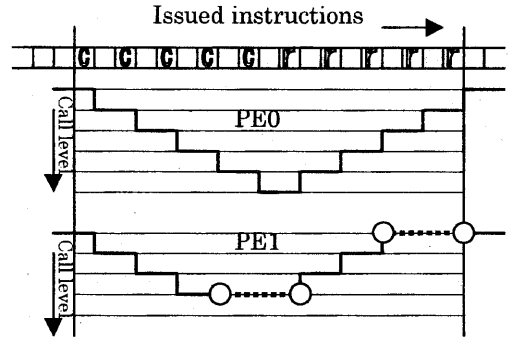 Issued instructions
C C C C C r r r r r
Call level
PE0
Call level
PE1